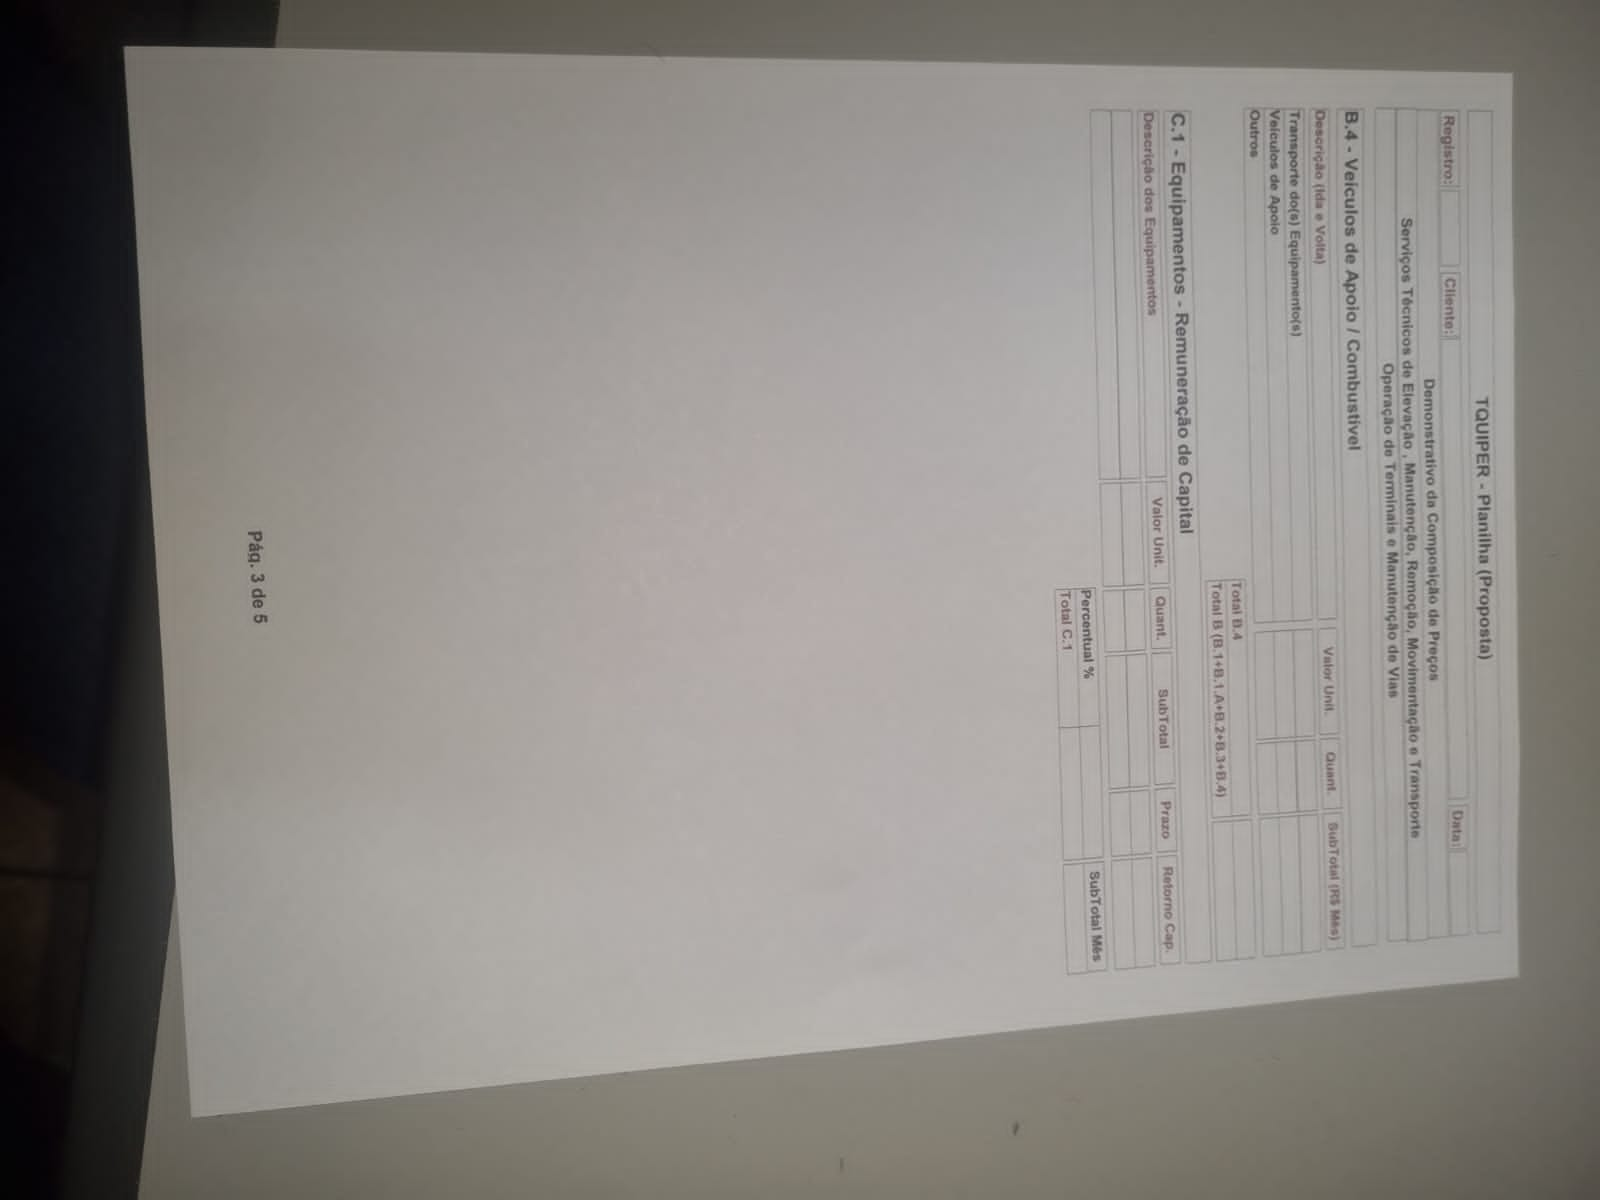 TQUIPER - Planilha (Proposta)
Registro: Cliente: Data:
Demonstrativo da Composição de Preços
Serviços Técnicos de Elevação , Manutenção, Remoção, Movimentação e Transporte
Operação de Terminais e Manutenção de Vias
B.4 - Veículos de Apoio / Combustível
Descrição (Ida e Volta) Valor Unit. Quant. SubTotal (R$ Mês)
Transporte do(s) Equipamento(s)
Veículos de Apoio
Outros
Total B.4
Total B (B.1+B.1.A+B.2+B.3+B.4)
C.1 - Equipamentos - Remuneração de Capital
Descrição dos Equipamentos Valor Unit. Quant. SubTotal Prazo Retorno Cap.
Percentual % SubTotal Mês
Total C.1
Pág. 3 de 5